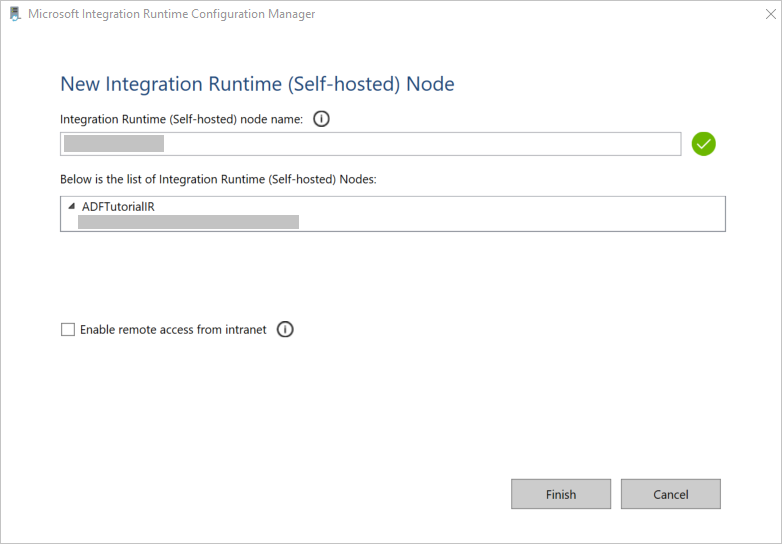 Microsoft Integration Runtime Configuration Manager
New Integration Runtime (Self-hosted) Node
Integration Runtime (Self-hosted) node name:
Below is the list of Integration Runtime (Self-hosted) Nodes:
ADFTutorialIR
Enable remote access from intranet
Finish Cancel